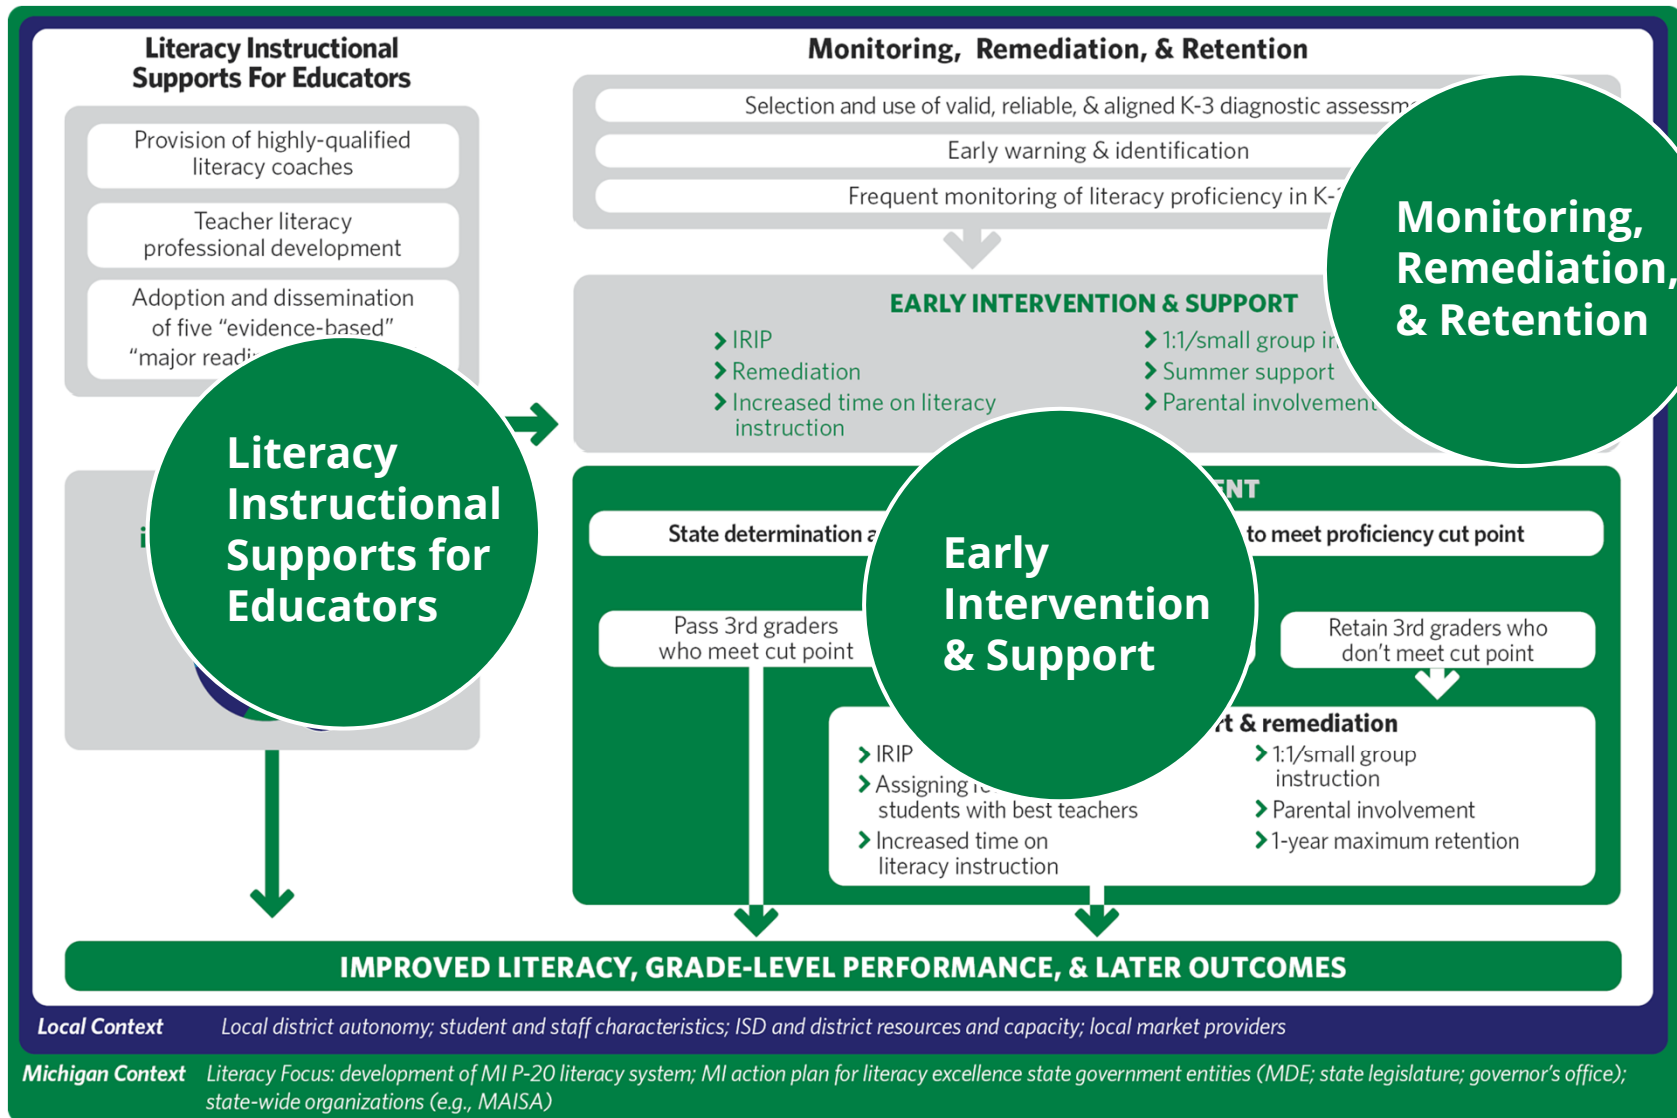 Literacy Instructional
Supports For Educators
Provision of highly-qualified
literacy coaches
Teacher literacy
professional development
Adoption and dissemination
of five “evidence-based”
“major
Literacy
Instructional
Supports for
Educators
Monitoring, Remediation, & Retention
Selection and use of valid, reliable, & aligned K-3 diagnostic
Early warning & identification
Frequent monitoring of literacy proficiency in
Monitoring,
Remediation,
& Retention
EARLY INTERVENTION & SUPPORT
IRIP
Remediation
Increased time on literacy
instruction
1:1/small group
Summer support
Parental involvement
State determination
to meet proficiency cut point
Early
Intervention
& Support
Pass 3rd graders
who meet cut point
Retain 3rd graders who
don’t meet cut point
& remediation
IRIP
Assigning
students with best teachers
Increased time on
literacy instruction
1:1/small group
instruction
Parental involvement
1-year maximum retention
IMPROVED LITERACY, GRADE-LEVEL PERFORMANCE, & LATER OUTCOMES
Local Context Local district autonomy; student and staff characteristics; ISD and district resources and capacity; local market providers
Michigan Context Literacy Focus: development of MI P-20 literacy system; MI action plan for literacy excellence state government entities (MDE; state legislature; governor’s office);
state-wide organizations (e.g., MAISA)